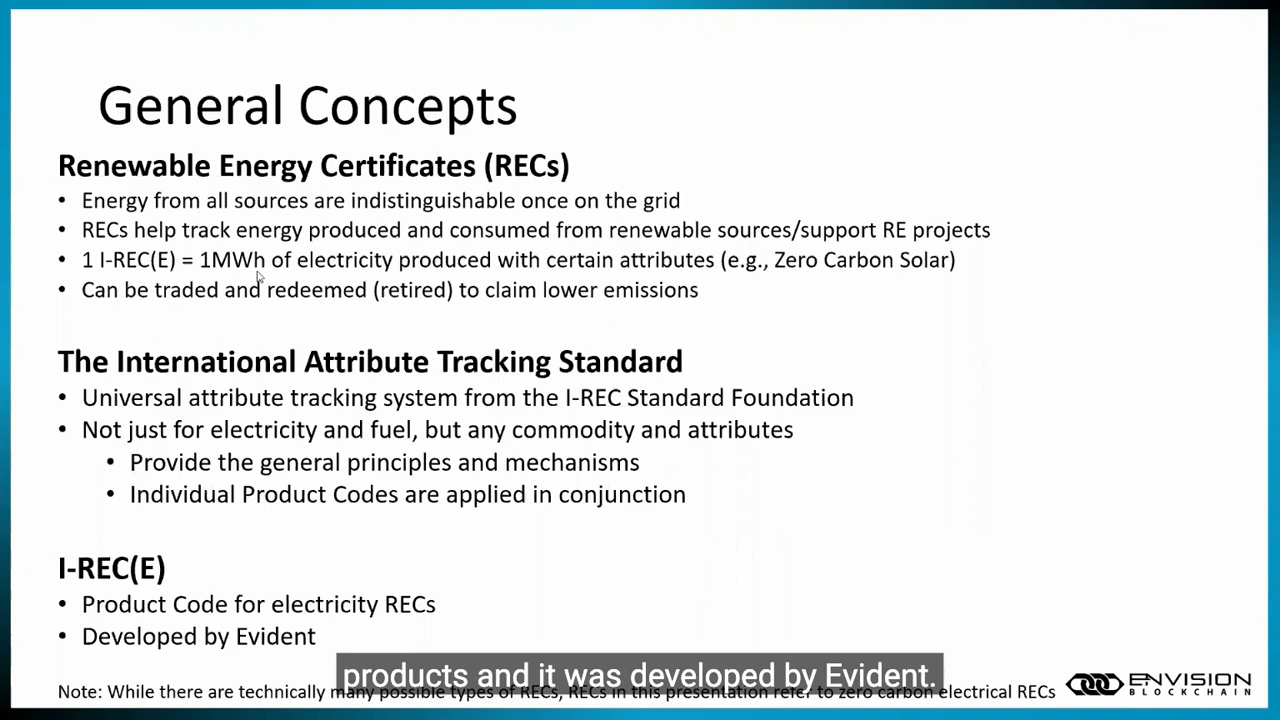 General Concepts
Renewable Energy Certificates (RECs)
• Energy from all sources are indistinguishable once on the grid
• RECs help track energy produced and consumed from renewable sources/support RE projects
• 1 I-REC(E) = 1MWh of electricity produced with certain attributes (e.g., Zero Carbon Solar)
• Can be traded and redeemed (retired) to claim lower emissions
The International Attribute Tracking Standard
• Universal attribute tracking system from the I-REC Standard Foundation
• Not just for electricity and fuel, but any commodity and attributes
• Provide the general principles and mechanisms
• Individual Product Codes are applied in conjunction
I-REC(E)
• Product Code for electricity RECs
• Developed by Evident
products and it was developed by Evident.
Note: While there are technically many possible types of RECs, RECs in this presentation refer to zero carbon electrical RECs
ENVISION
BLOCKCHAIN